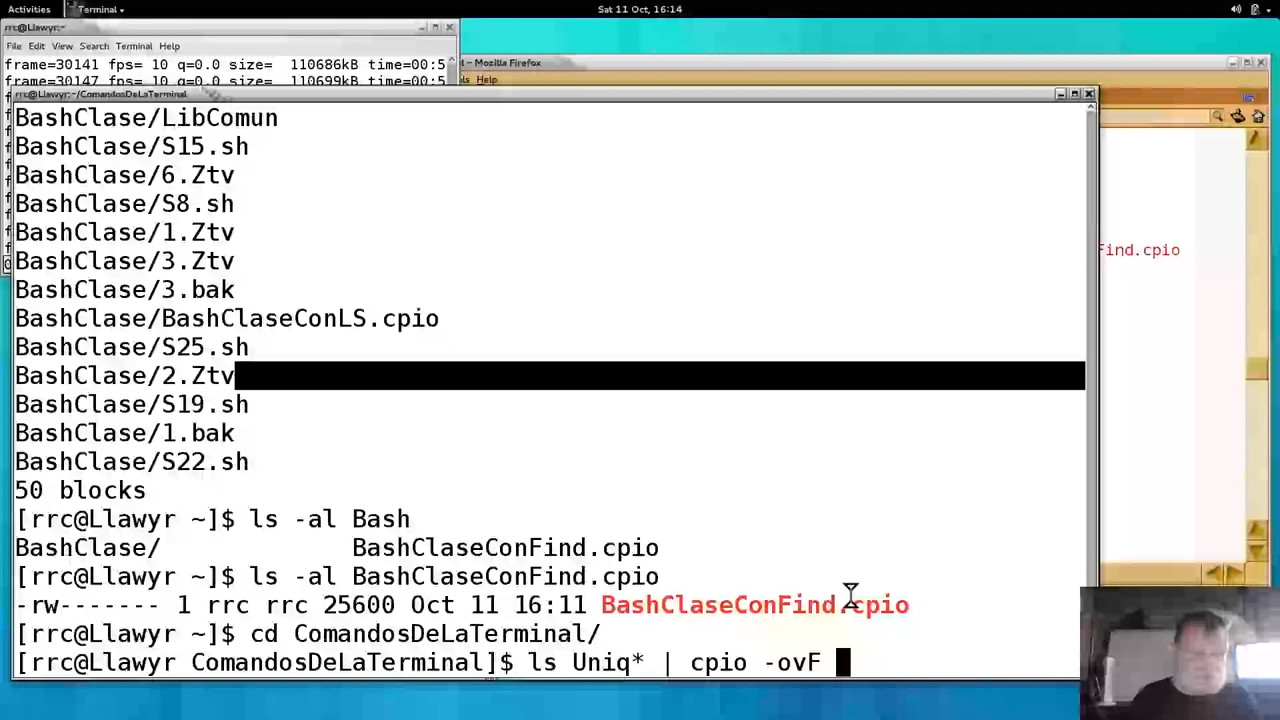 Activities
Terminal
Sat 11 Oct, 16:14
rrc@Llawyr:~
File Edit View Search Terminal Help
frame=30141 fps= 10 q=0.0 size= 110686kB time=00:5
frame=30147 fps= 10 q=0.0 size= 110699kB time=00:5
- Mozilla Firefox
Help
rrc@Llawyr:~/ComandosDeLaTerminal
BashClase/LibComun
BashClase/S15.sh
BashClase/6.Ztv
BashClase/S8.sh
BashClase/1.Ztv
BashClase/3.Ztv
Find.cpio
BashClase/3.bak
BashClase/BashClaseConLS.cpio
BashClase/S25.sh
BashClase/2.Ztv
BashClase/S19.sh
BashClase/1.bak
BashClase/S22.sh
50 blocks
[rrc@Llawyr ~]$ ls -al Bash
BashClase/ BashClaseConFind.cpio
[rrc@Llawyr ~]$ ls -al BashClaseConFind.cpio
-rw------- 1 rrc rrc 25600 Oct 11 16:11 BashClaseConFind.cpio
[rrc@Llawyr ~]$ cd ComandosDeLaTerminal/
[rrc@Llawyr ComandosDeLaTerminal]$ ls Uniq* | cpio -ovF